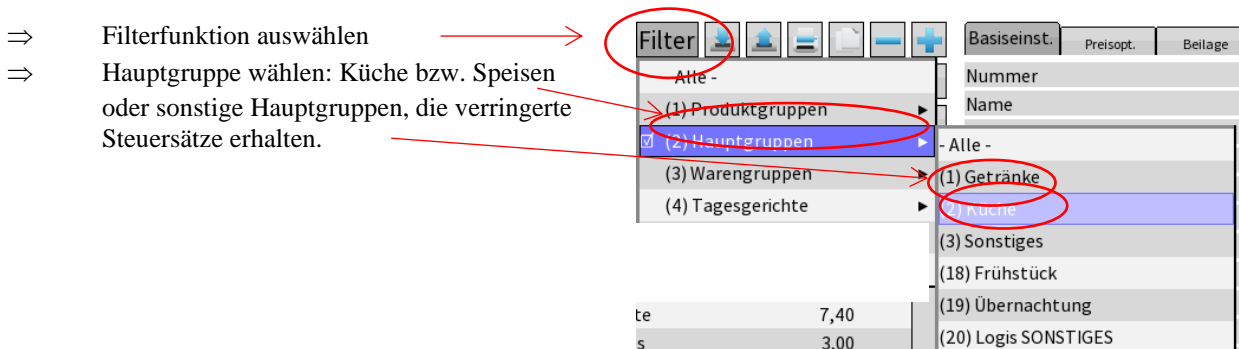 ⇒ Filterfunktion auswählen
⇒ Hauptgruppe wählen: Küche bzw. Speisen
oder sonstige Hauptgruppen, die verringerte
Steuersätze erhalten.
Filter
- Alle -
(1) Produktgruppen
(2) Hauptgruppen
(3) Warengruppen
(4) Tagesgerichte
te 7,40
s 3,00
Basiseinst. Preisopt. Beilage
Nummer
Name
- Alle -
(1) Getränke
(2) Küche
(3) Sonstiges
(18) Frühstück
(19) Übernachtung
(20) Logis SONSTIGES